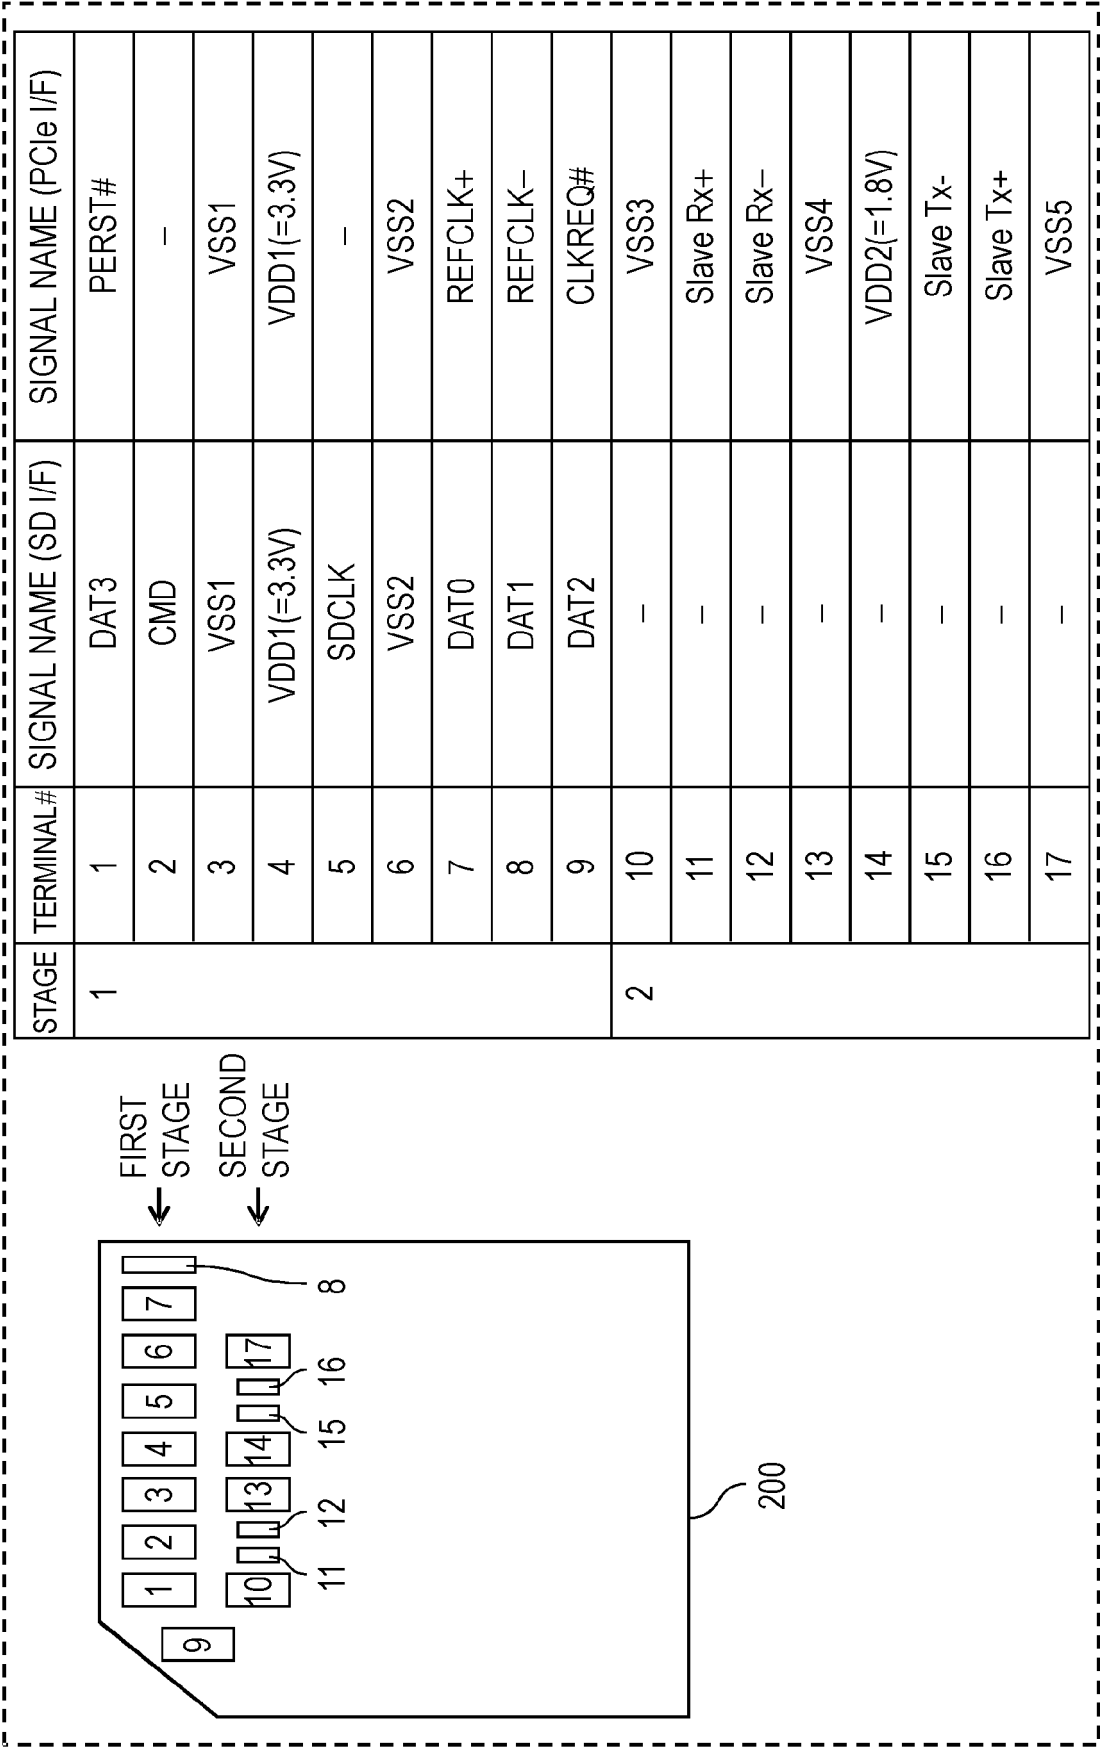 FIRST
STAGE
SECOND
STAGE
9
1
2
3
4
5
6
7
8
10
11
12
13
14
15
16
17
200
STAGE TERMINAL# SIGNAL NAME (SD I/F) SIGNAL NAME (PCIe I/F)
1 1 DAT3 PERST#
2 CMD –
3 VSS1 VSS1
4 VDD1(=3.3V) VDD1(=3.3V)
5 SDCLK –
6 VSS2 VSS2
7 DAT0 REFCLK+
8 DAT1 REFCLK–
9 DAT2 CLKREQ#
2 10 – VSS3
11 – Slave Rx+
12 – Slave Rx–
13 – VSS4
14 – VDD2(=1.8V)
15 – Slave Tx-
16 – Slave Tx+
17 – VSS5